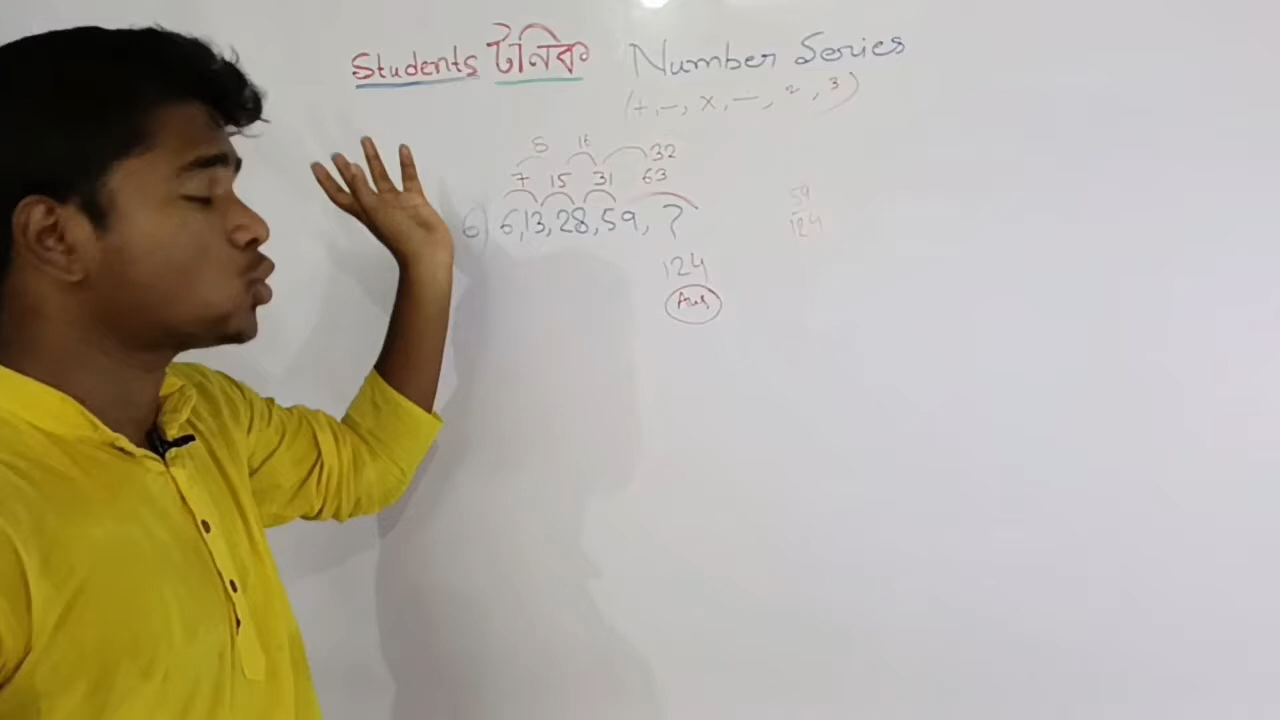 Students টনিক Number Series
(+, -, ×, ÷, ², ³)
8 16 32
7 15 31 63
6) 6, 13, 28, 59, ?
59
124
124
Ans